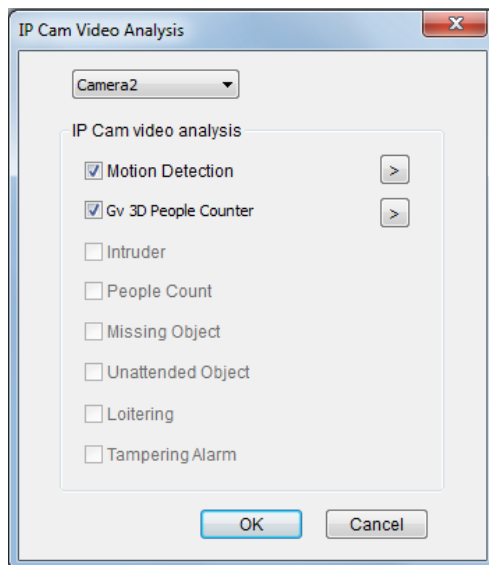 IP Cam Video Analysis
x
Camera2
IP Cam video analysis
Motion Detection >
Gv 3D People Counter >
Intruder
People Count
Missing Object
Unattended Object
Loitering
Tampering Alarm
OK Cancel